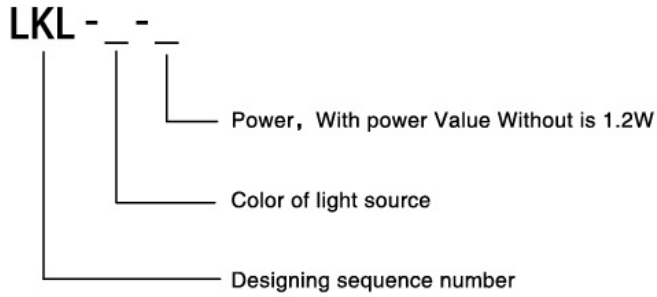 LKL-_-_
Power, With power Value Without is 1.2W
Color of light source
Designing sequence number